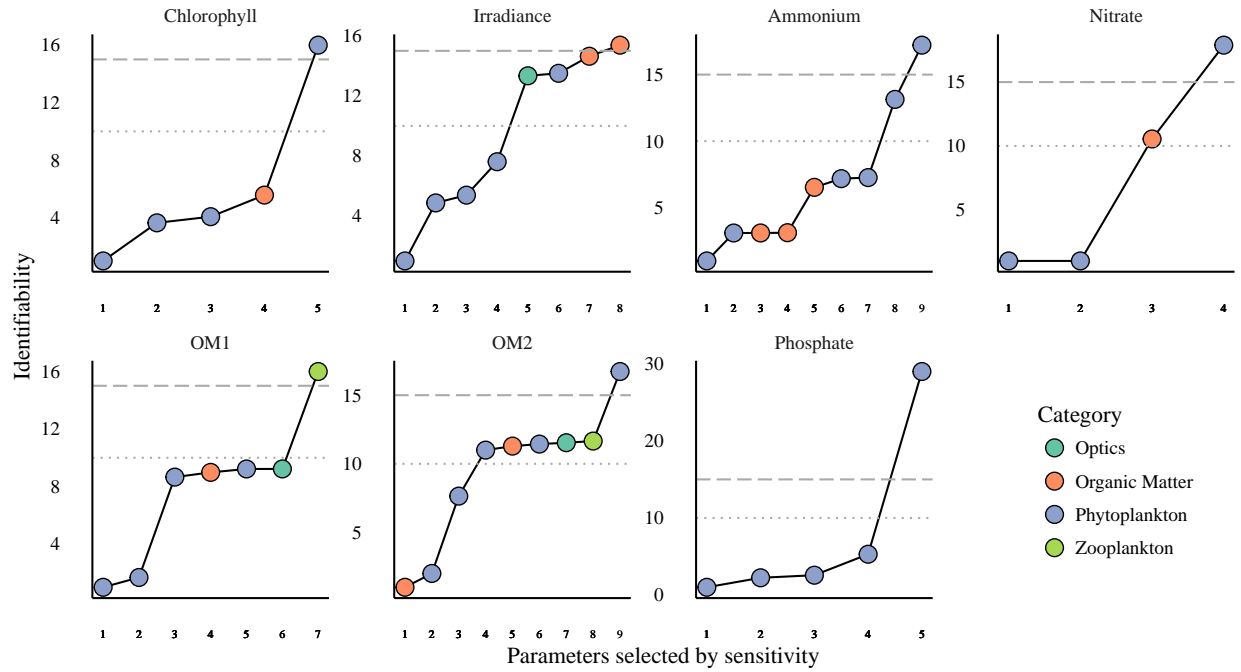 Chlorophyll
Irradiance
Ammonium
Nitrate
16
12
8
4
1 2 3 4 5
16
12
8
4
1 2 3 4 5 6 7 8
15
10
5
1 2 3 4 5 6 7 8 9
15
10
5
1 2 3 4
Identifiability
OM1
OM2
Phosphate
16
12
8
4
1 2 3 4 5 6 7
15
10
5
1 2 3 4 5 6 7 8 9
30
20
10
0
1 2 3 4 5
Category
Optics
Organic Matter
Phytoplankton
Zooplankton
Parameters selected by sensitivity